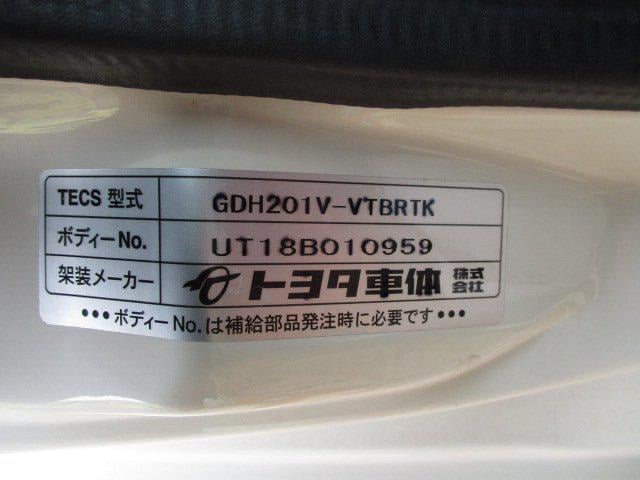 TECS 型式 GDH201V-VTBRTK
ボディーNo. UT18B010959
架装メーカー トヨタ車体 株式会社
•••ボディーNo.は補給部品発注時に必要です•••